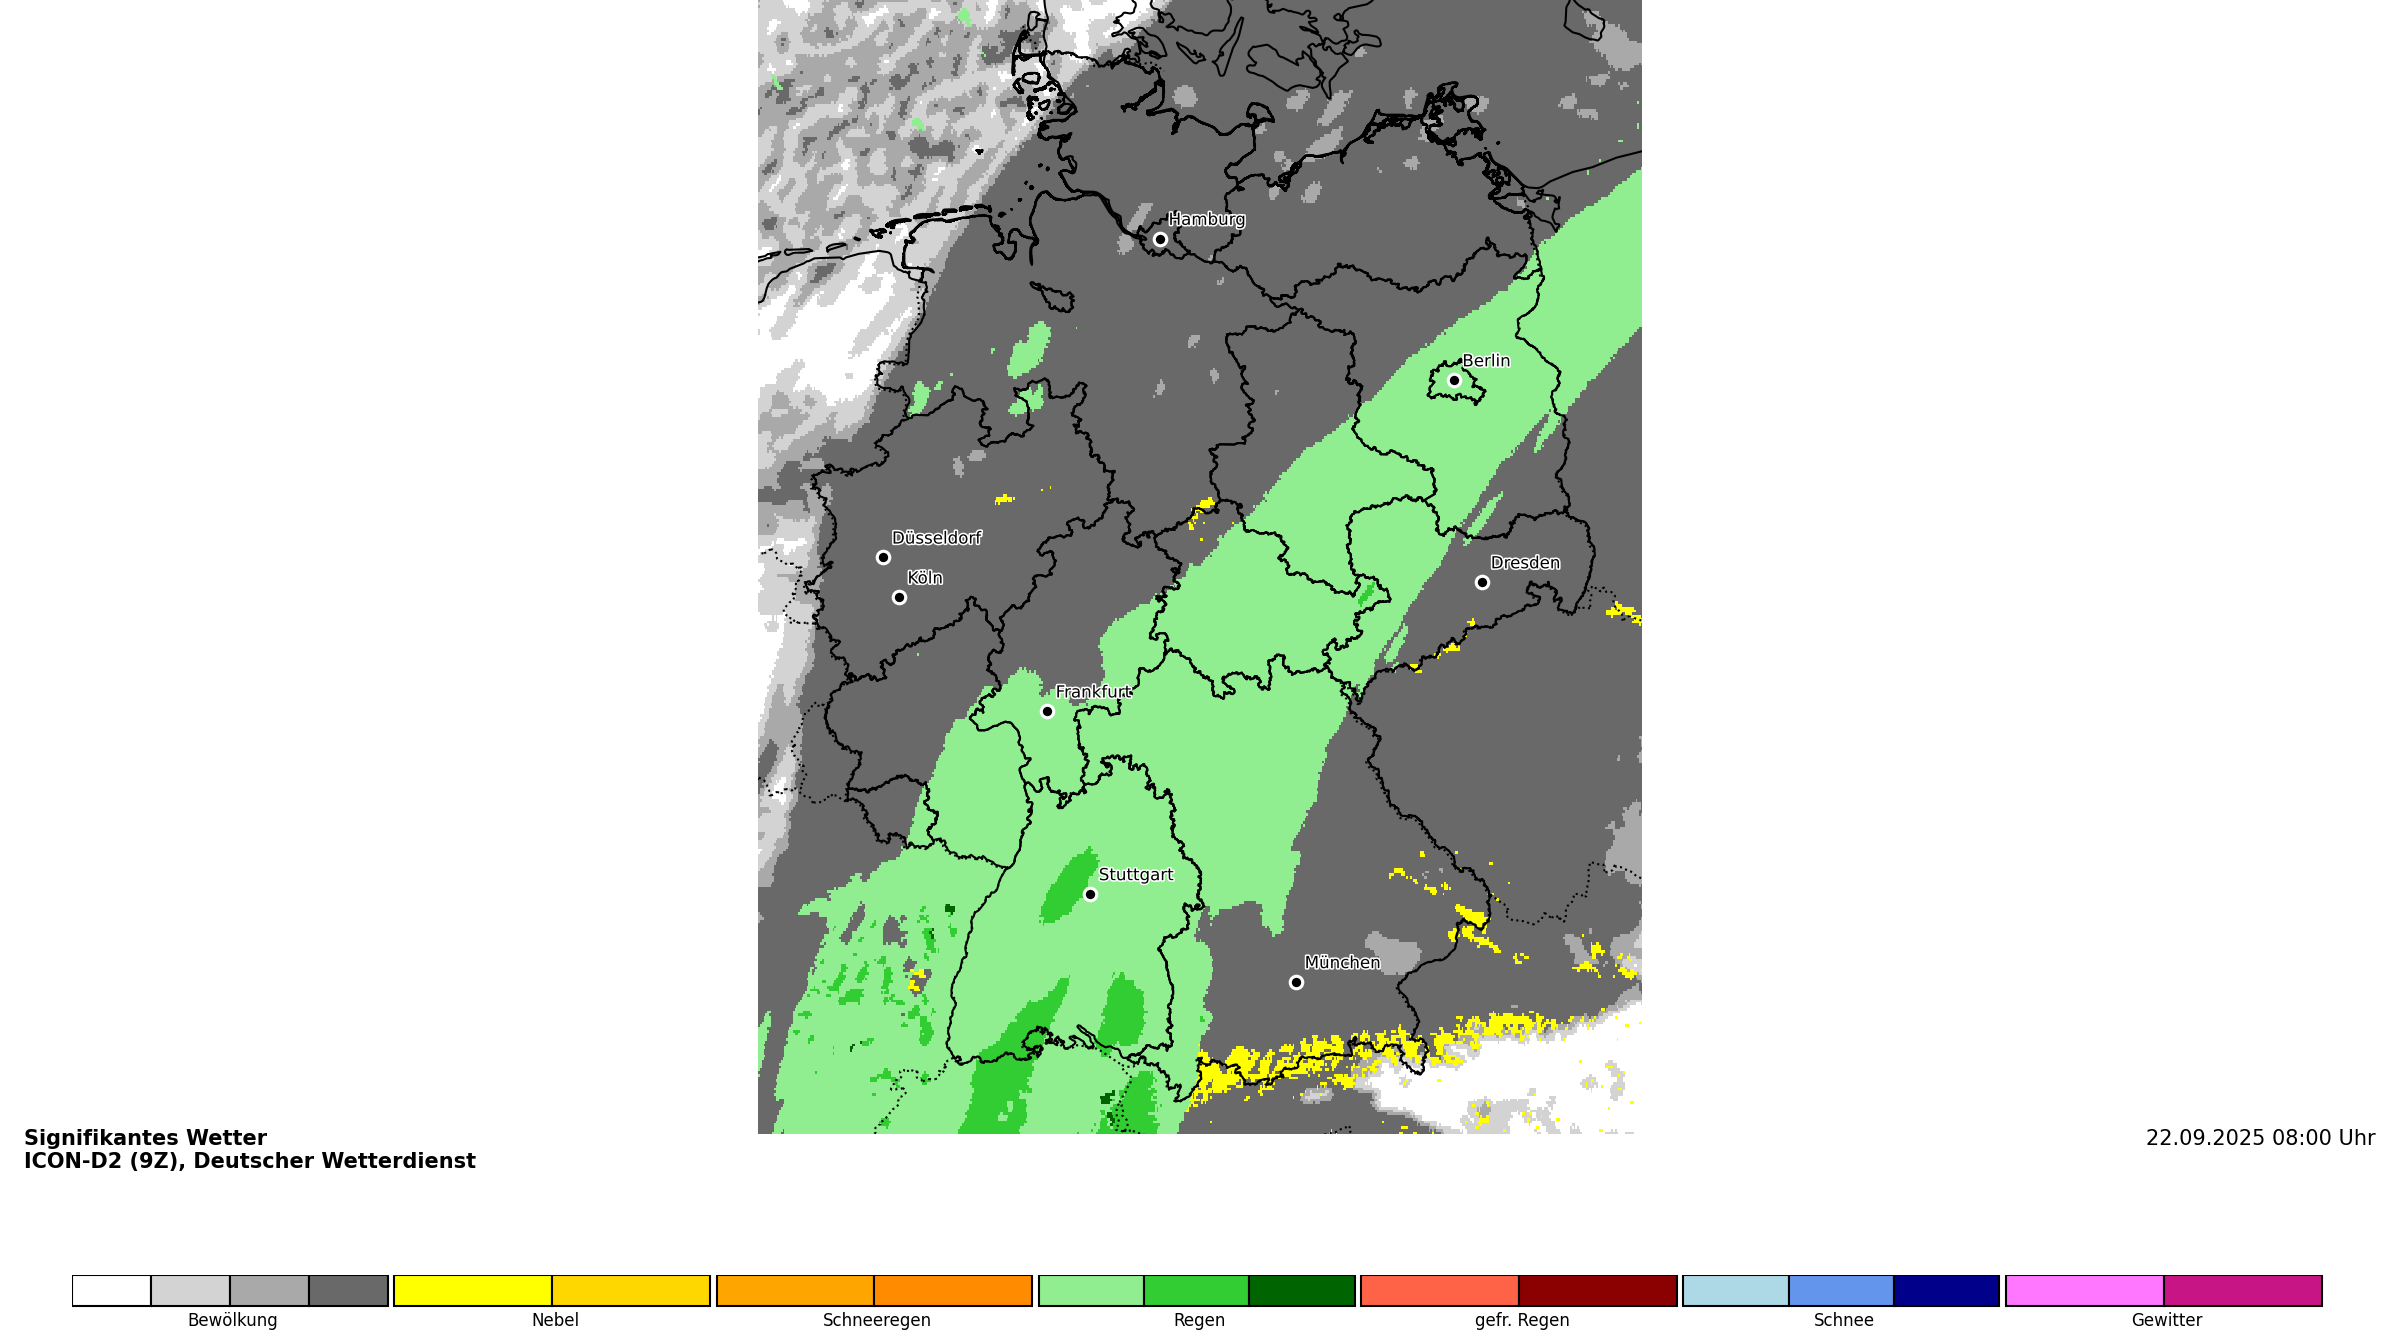 Hamburg
Berlin
Düsseldorf
Köln
Dresden
Frankfurt
Stuttgart
München
Signifikantes Wetter
ICON-D2 (9Z), Deutscher Wetterdienst
22.09.2025 08:00 Uhr
Bewölkung
Nebel
Schneeregen
Regen
gefr. Regen
Schnee
Gewitter